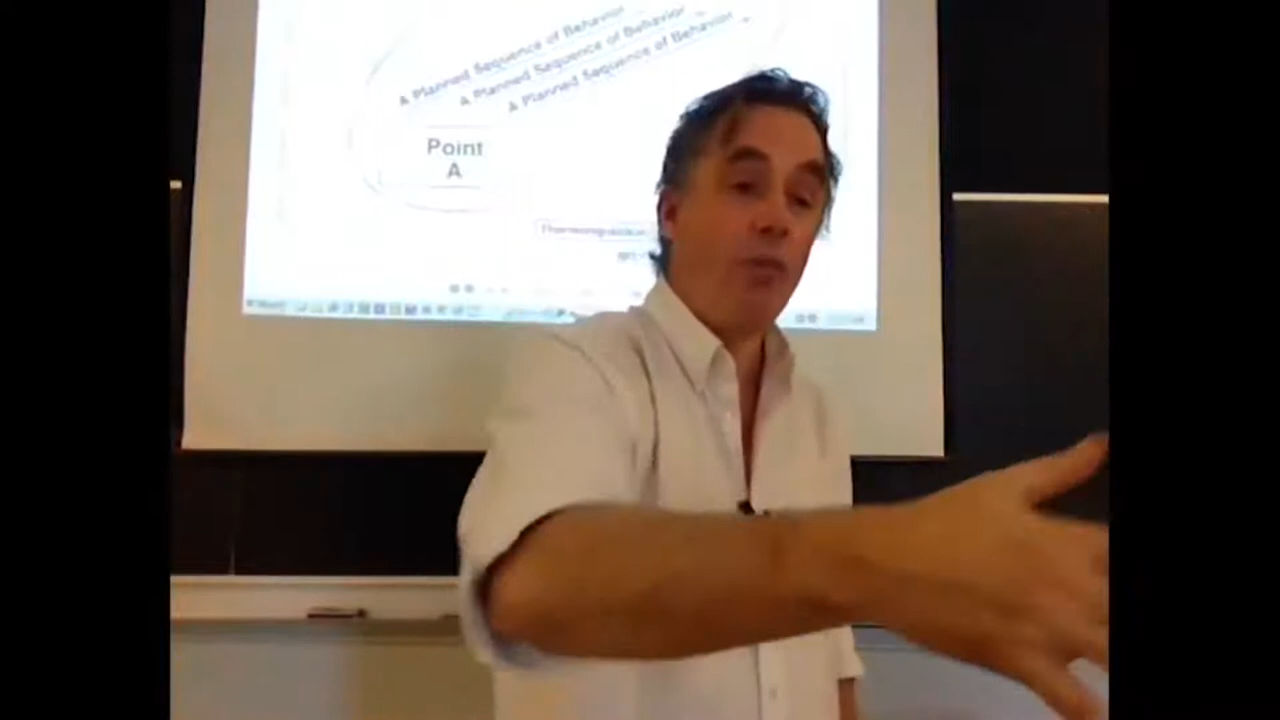 A Planned Sequence of Behavior
A Planned Sequence of Behavior
A Planned Sequence of Behavior
Point
A